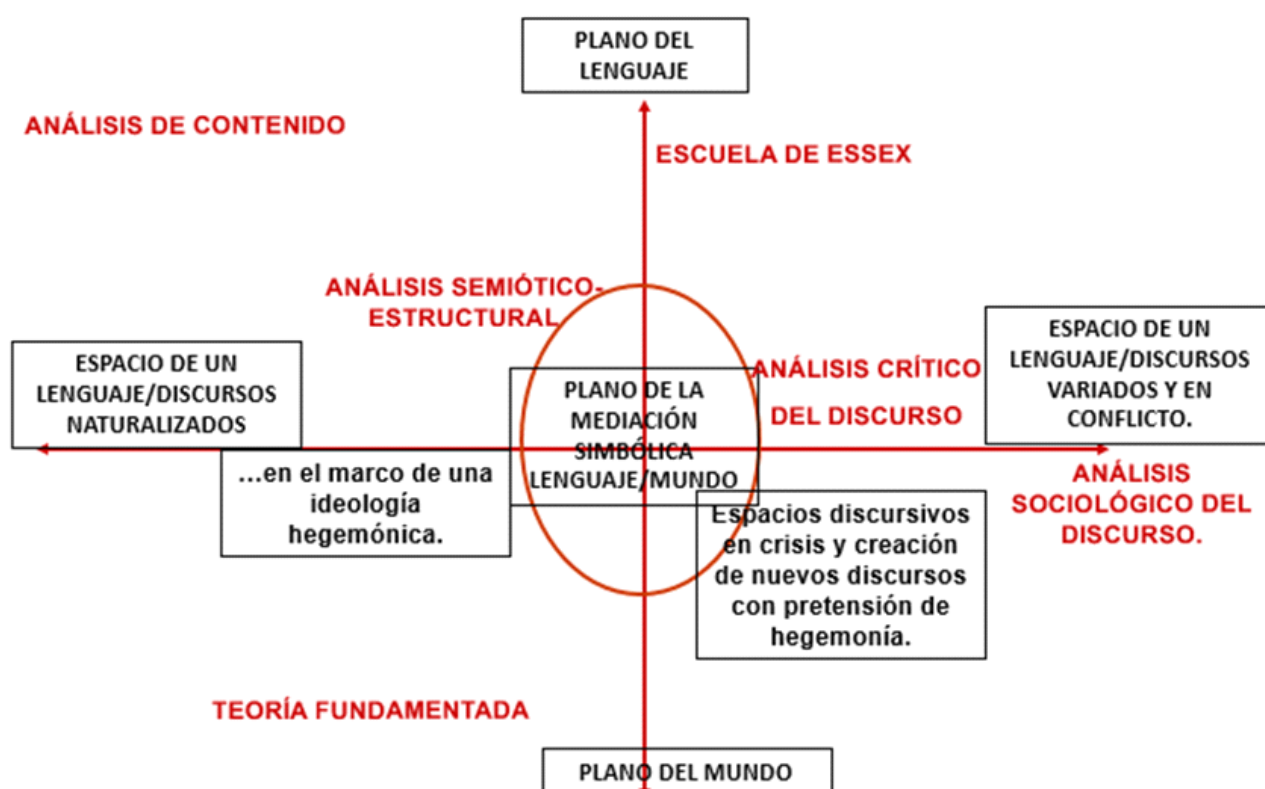 PLANO DEL
LENGUAJE
ANÁLISIS DE CONTENIDO
ESCUELA DE ESSEX
ANÁLISIS SEMIÓTICO-
ESTRUCTURAL
ESPACIO DE UN
LENGUAJE/DISCURSOS
NATURALIZADOS
PLANO DE LA
MEDIACIÓN
SIMBÓLICA
LENGUAJE/MUNDO
ANÁLISIS CRÍTICO
DEL DISCURSO
ESPACIO DE UN
LENGUAJE/DISCURSOS
VARIADOS Y EN
CONFLICTO.
...en el marco de una
ideología
hegemónica.
Espacios discursivos
en crisis y creación
de nuevos discursos
con pretensión de
hegemonía.
ANÁLISIS
SOCIOLÓGICO DEL
DISCURSO.
TEORÍA FUNDAMENTADA
PLANO DEL MUNDO